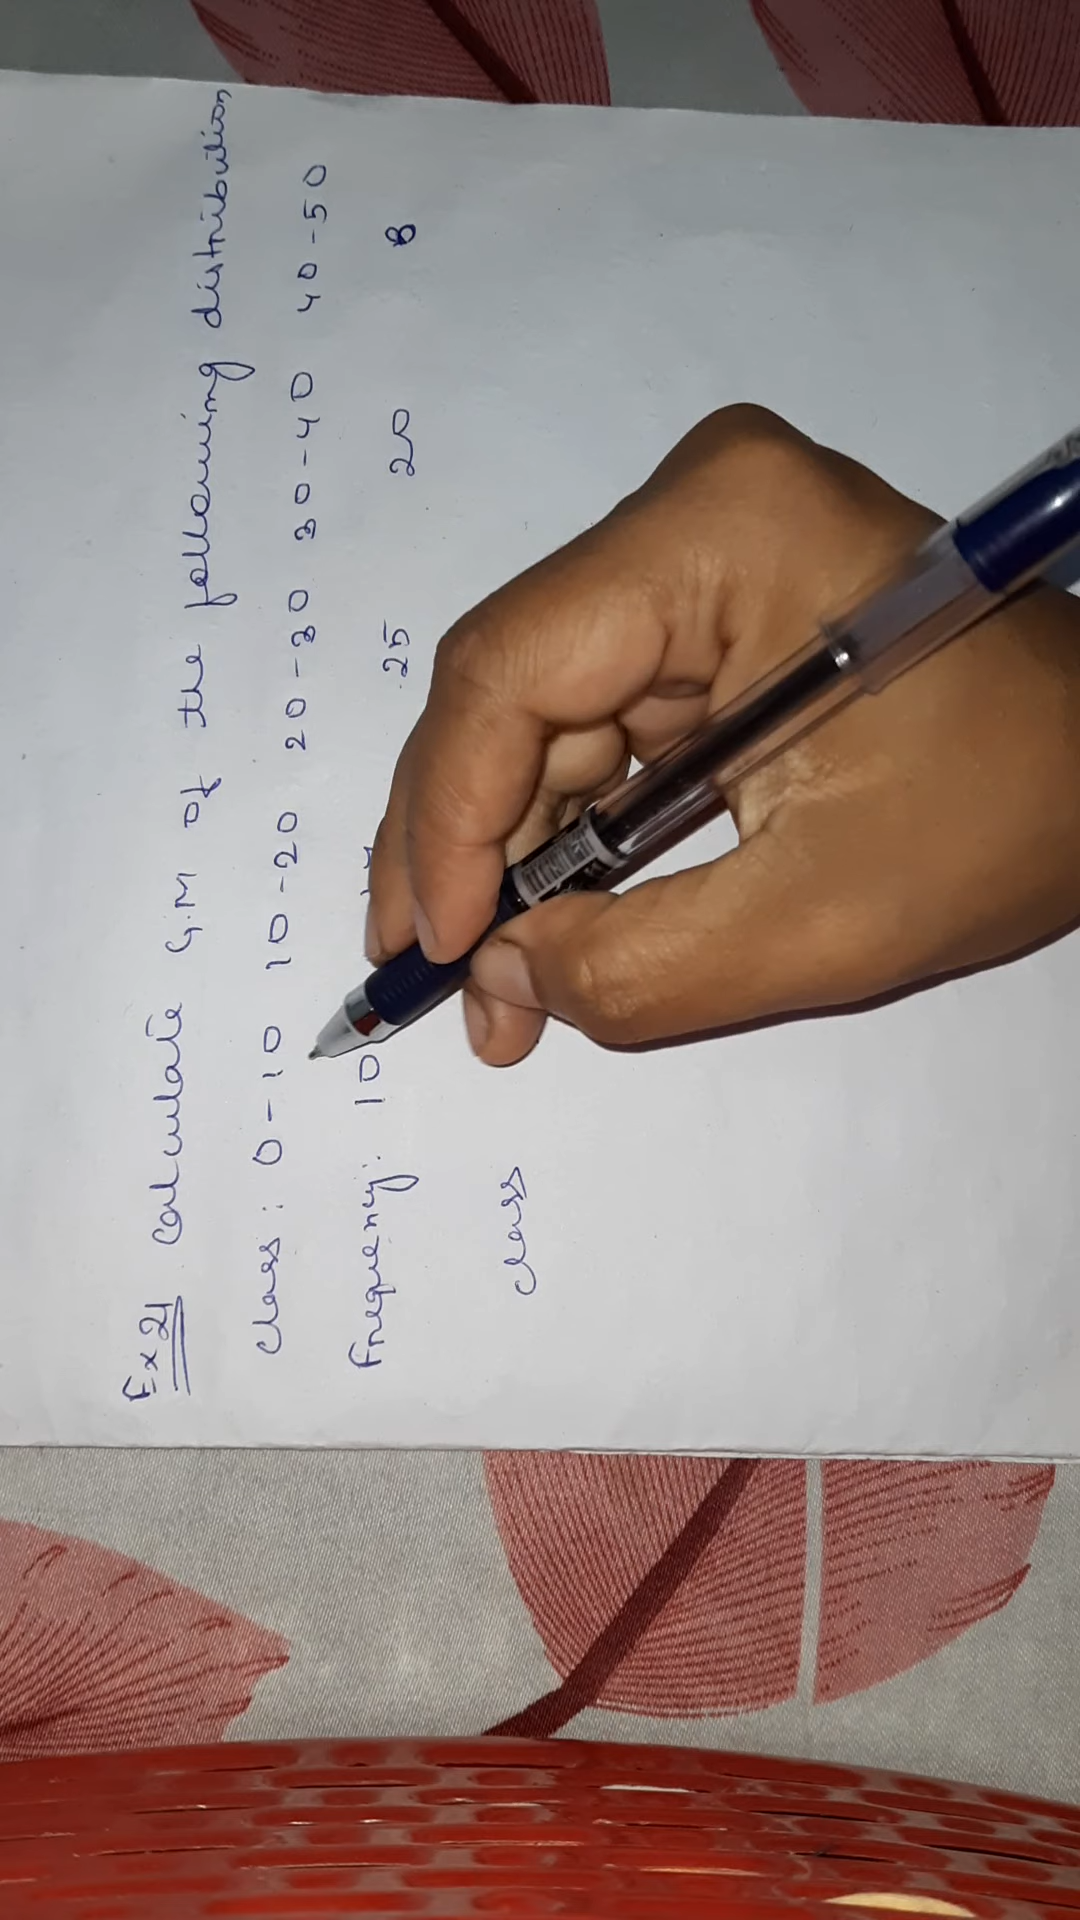 Ex 21 Calculate G.M of the following distribution
Class : 0-10 10-20 20-30 30-40 40-50
Frequency: 10 25 20 8
Class